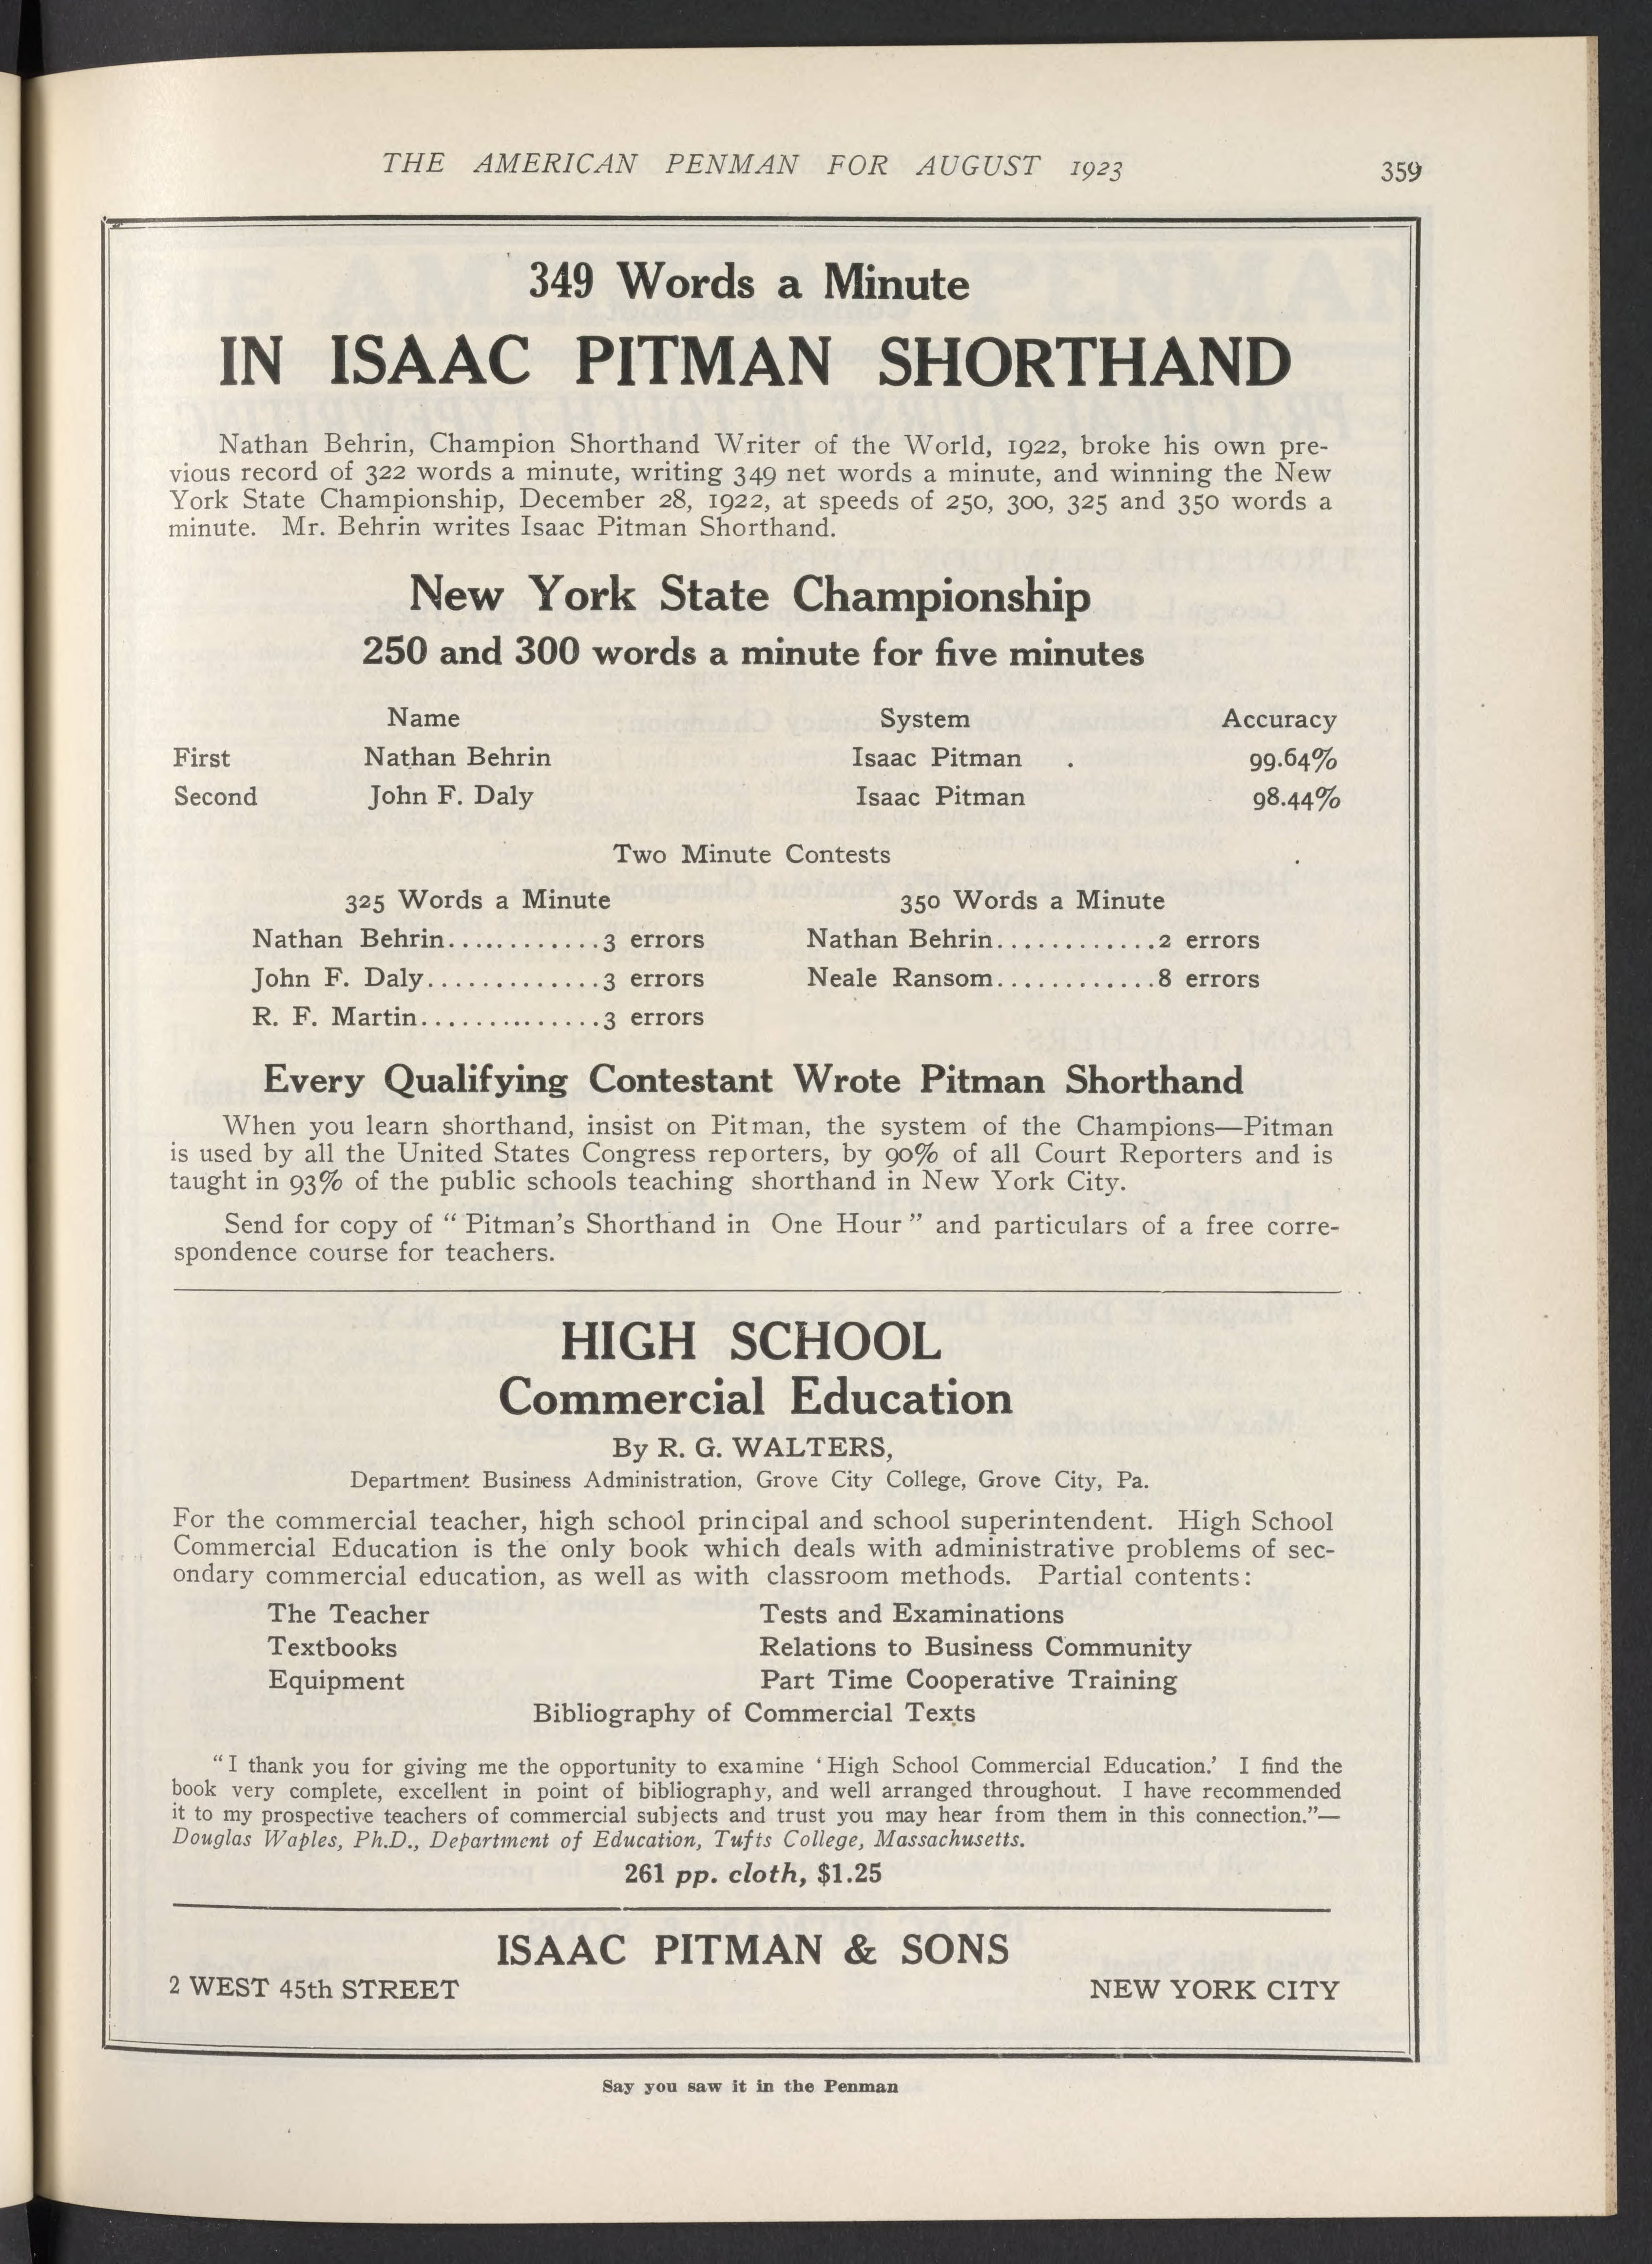 THE AMERICAN PENMAN FOR AUGUST 1923 359
349 Words a Minute
IN ISAAC PITMAN SHORTHAND
Nathan Behrin, Champion Shorthand Writer of the World, 1922, broke his own pre-
vious record of 322 words a minute, writing 349 net words a minute, and winning the New
York State Championship, December 28, 1922, at speeds of 250, 300, 325 and 350 words a
minute. Mr. Behrin writes Isaac Pitman Shorthand.
New York State Championship
250 and 300 words a minute for five minutes
Name System Accuracy
First Nathan Behrin Isaac Pitman . 99.64%
Second John F. Daly Isaac Pitman 98.44%
Two Minute Contests
325 Words a Minute 350 Words a Minute
Nathan Behrin............3 errors Nathan Behrin............2 errors
John F. Daly.............3 errors Neale Ransom............8 errors
R. F. Martin..............3 errors
Every Qualifying Contestant Wrote Pitman Shorthand
When you learn shorthand, insist on Pitman, the system of the Champions—Pitman
is used by all the United States Congress reporters, by 90% of all Court Reporters and is
taught in 93% of the public schools teaching shorthand in New York City.
Send for copy of “ Pitman’s Shorthand in One Hour ” and particulars of a free corre-
spondence course for teachers.
HIGH SCHOOL
Commercial Education
By R. G. WALTERS,
Department Business Administration, Grove City College, Grove City, Pa.
For the commercial teacher, high school principal and school superintendent. High School
Commercial Education is the only book which deals with administrative problems of sec-
ondary commercial education, as well as with classroom methods. Partial contents:
The Teacher Tests and Examinations
Textbooks Relations to Business Community
Equipment Part Time Cooperative Training
Bibliography of Commercial Texts
“I thank you for giving me the opportunity to examine ‘High School Commercial Education.’ I find the
book very complete, excellent in point of bibliography, and well arranged throughout. I have recommended
it to my prospective teachers of commercial subjects and trust you may hear from them in this connection.”—
Douglas Waples, Ph.D., Department of Education, Tufts College, Massachusetts.
261 pp. cloth, $1.25
ISAAC PITMAN & SONS
2 WEST 45th STREET NEW YORK CITY
Say you saw it in the Penman